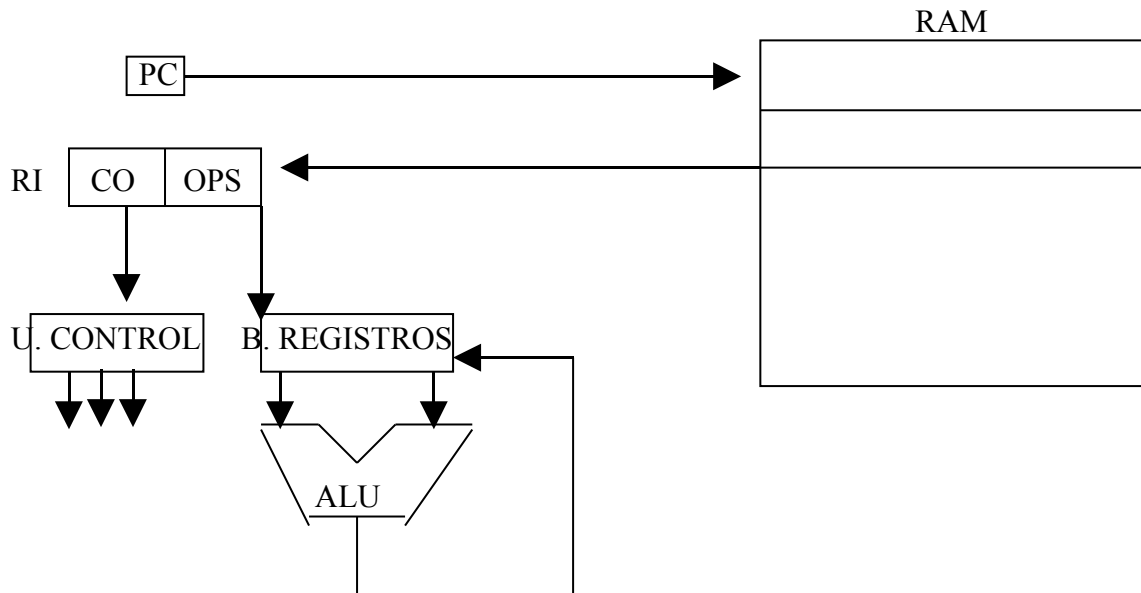 RAM
PC
RI CO OPS
U. CONTROL B. REGISTROS
ALU